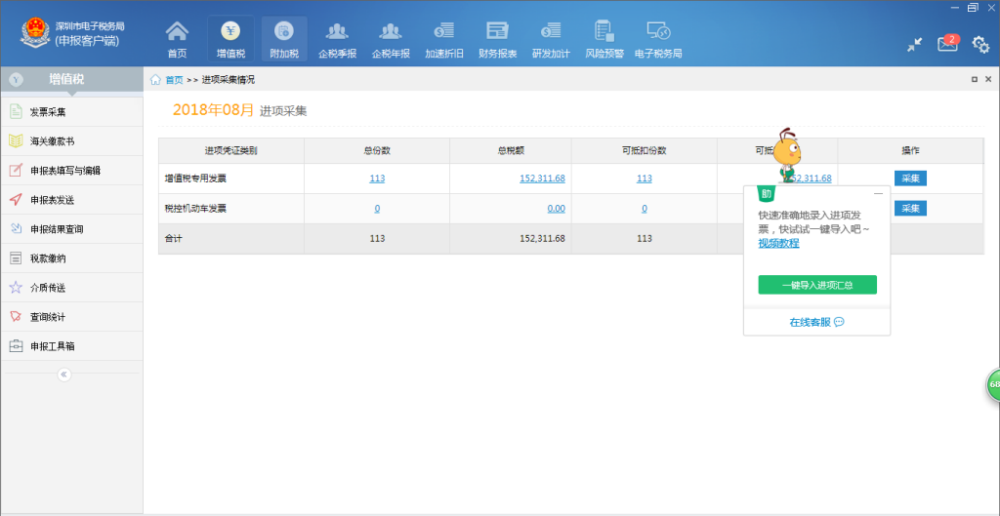 深圳市电子税务局
(申报客户端)
首页
增值税
附加税
企税季报
企税年报
加速折旧
财务报表
研发加计
风险预警
电子税务局
2
增值税
发票采集
海关缴款书
申报表填写与编辑
申报表发送
申报结果查询
税款缴纳
介质传送
查询统计
申报工具箱
首页 >> 进项采集情况
2018年08月 进项采集
进项凭证类别 总份数 总税额 可抵扣份数 可抵 操作
增值税专用发票 113 152,311.68 113 52,311.68 采集
税控机动车发票 0 0.00 0 采集
合计 113 152,311.68 113
助
快速准确地录入进项发
票，快试试一键导入吧～
视频教程
一键导入进项汇总
在线客服
68